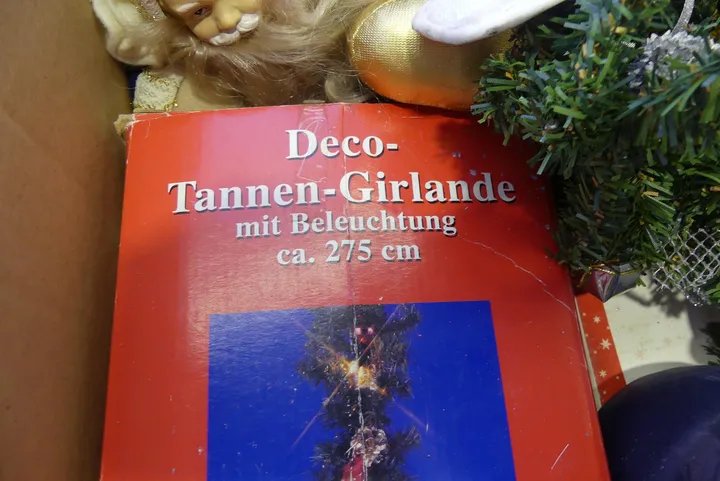 Deco-
Tannen-Girlande
mit Beleuchtung
ca. 275 cm